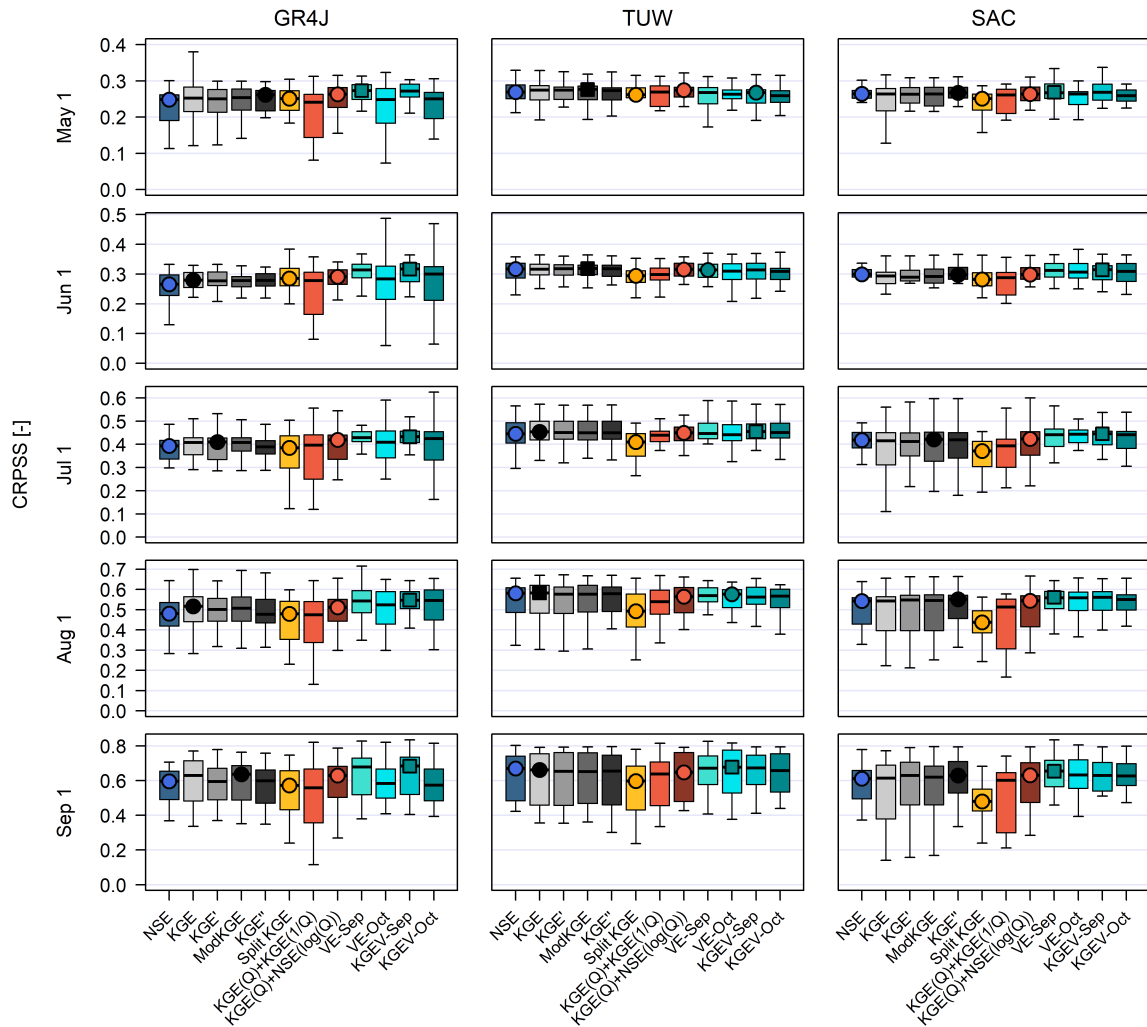 GR4J TUW SAC
CRPSS [-]
May 1
0.4
0.3
0.2
0.1
0.0
Jun 1
0.5
0.4
0.3
0.2
0.1
0.0
Jul 1
0.6
0.5
0.4
0.3
0.2
0.1
0.0
Aug 1
0.7
0.6
0.5
0.4
0.3
0.2
0.1
0.0
Sep 1
0.8
0.6
0.4
0.2
0.0
NSE
KGE
KGE'
ModKGE
KGE"
Split KGE
KGE(Q)+KGE(1/Q)
KGE(Q)+NSE(log(Q))
VE-Sep
VE-Oct
KGEV-Sep
KGEV-Oct
NSE
KGE
KGE'
ModKGE
KGE"
Split KGE
KGE(Q)+KGE(1/Q)
KGE(Q)+NSE(log(Q))
VE-Sep
VE-Oct
KGEV-Sep
KGEV-Oct
NSE
KGE
KGE'
ModKGE
KGE"
Split KGE
KGE(Q)+KGE(1/Q)
KGE(Q)+NSE(log(Q))
VE-Sep
VE-Oct
KGEV-Sep
KGEV-Oct